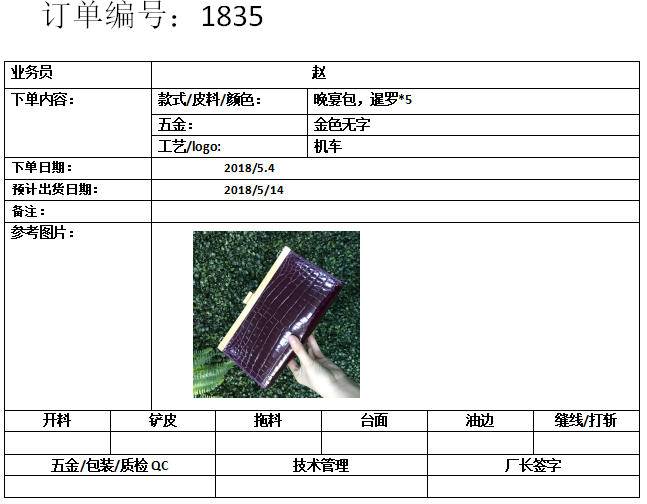 订单编号：1835
业务员 赵
下单内容： 款式/皮料/颜色： 晚宴包，暹罗*5
五金： 金色无字
工艺/logo: 机车
下单日期： 2018/5.4
预计出货日期： 2018/5/14
备注：
参考图片：
开料 铲皮 拖料 台面 油边 缝线/打斩
五金/包装/质检 QC 技术管理 厂长签字